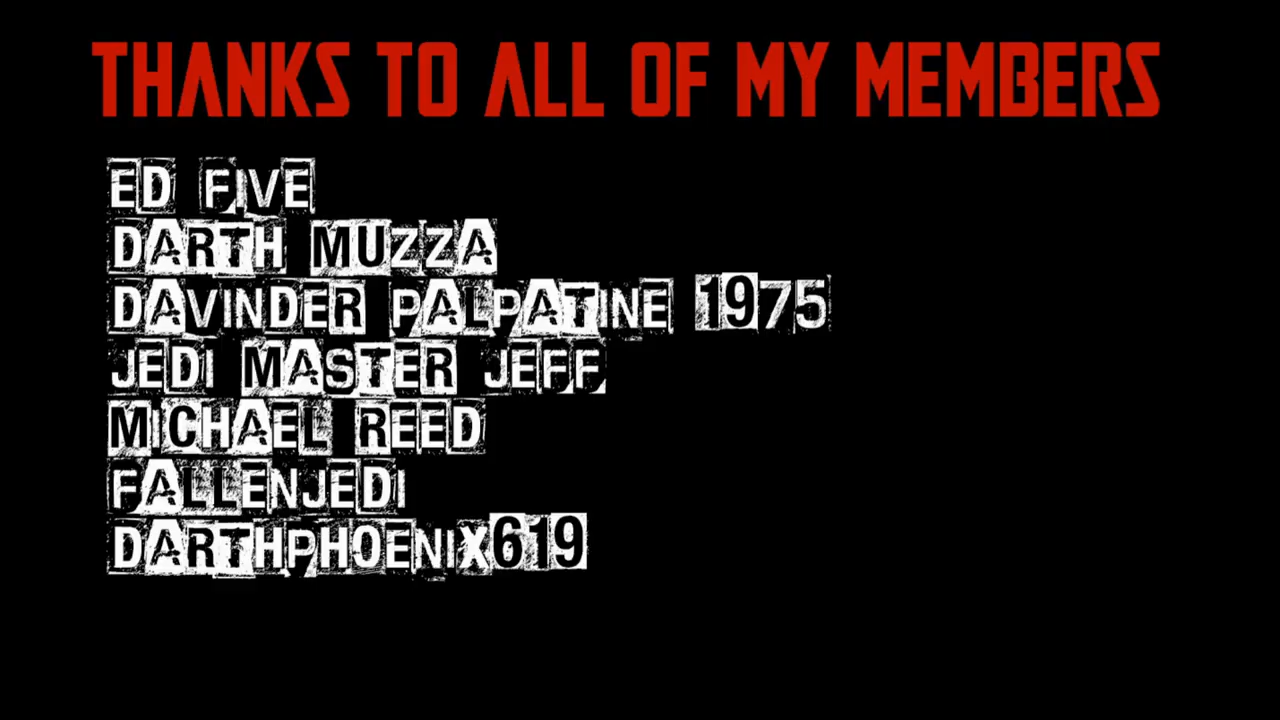 THANKS TO ALL OF MY MEMBERS
ED FIVE
DARTH MUZZA
DAVINDER PALPATINE 1975
JEDI MASTER JEFF
MICHAEL REED
FALLENJEDI
DARTHPHOENIX619